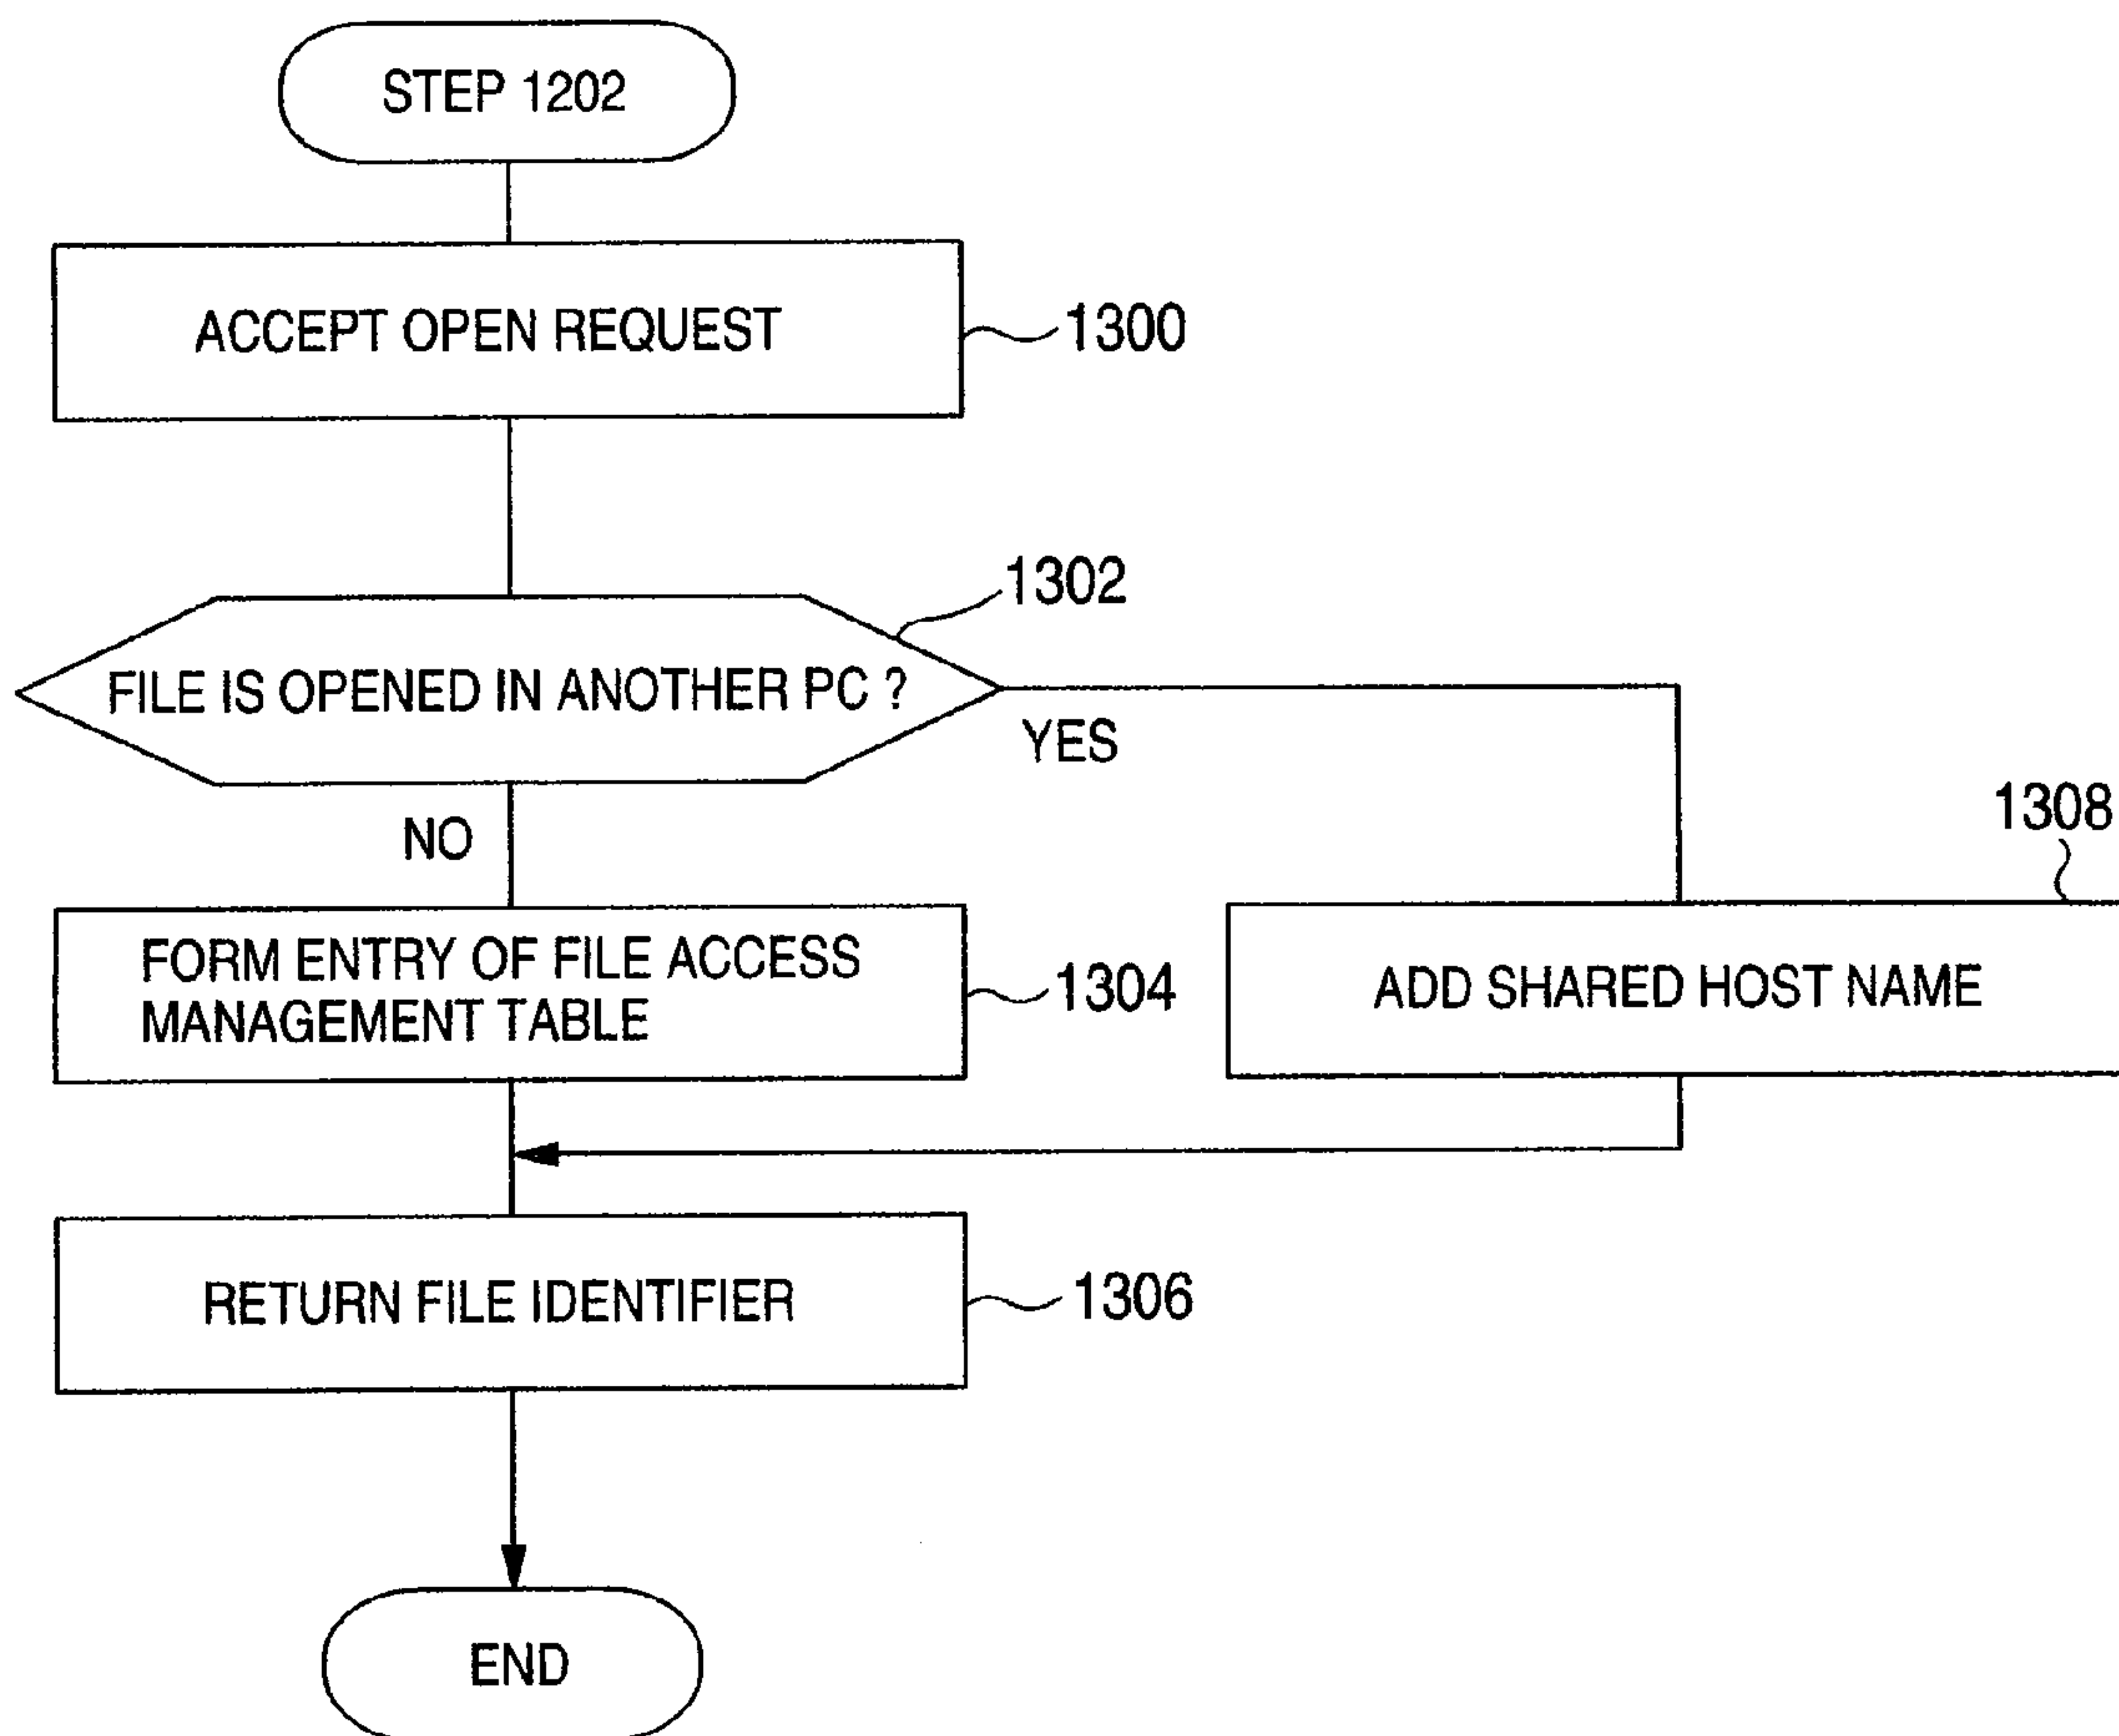 STEP 1202
ACCEPT OPEN REQUEST
1300
1302
FILE IS OPENED IN ANOTHER PC ?
YES
NO
1308
FORM ENTRY OF FILE ACCESS
MANAGEMENT TABLE
1304
ADD SHARED HOST NAME
RETURN FILE IDENTIFIER
1306
END